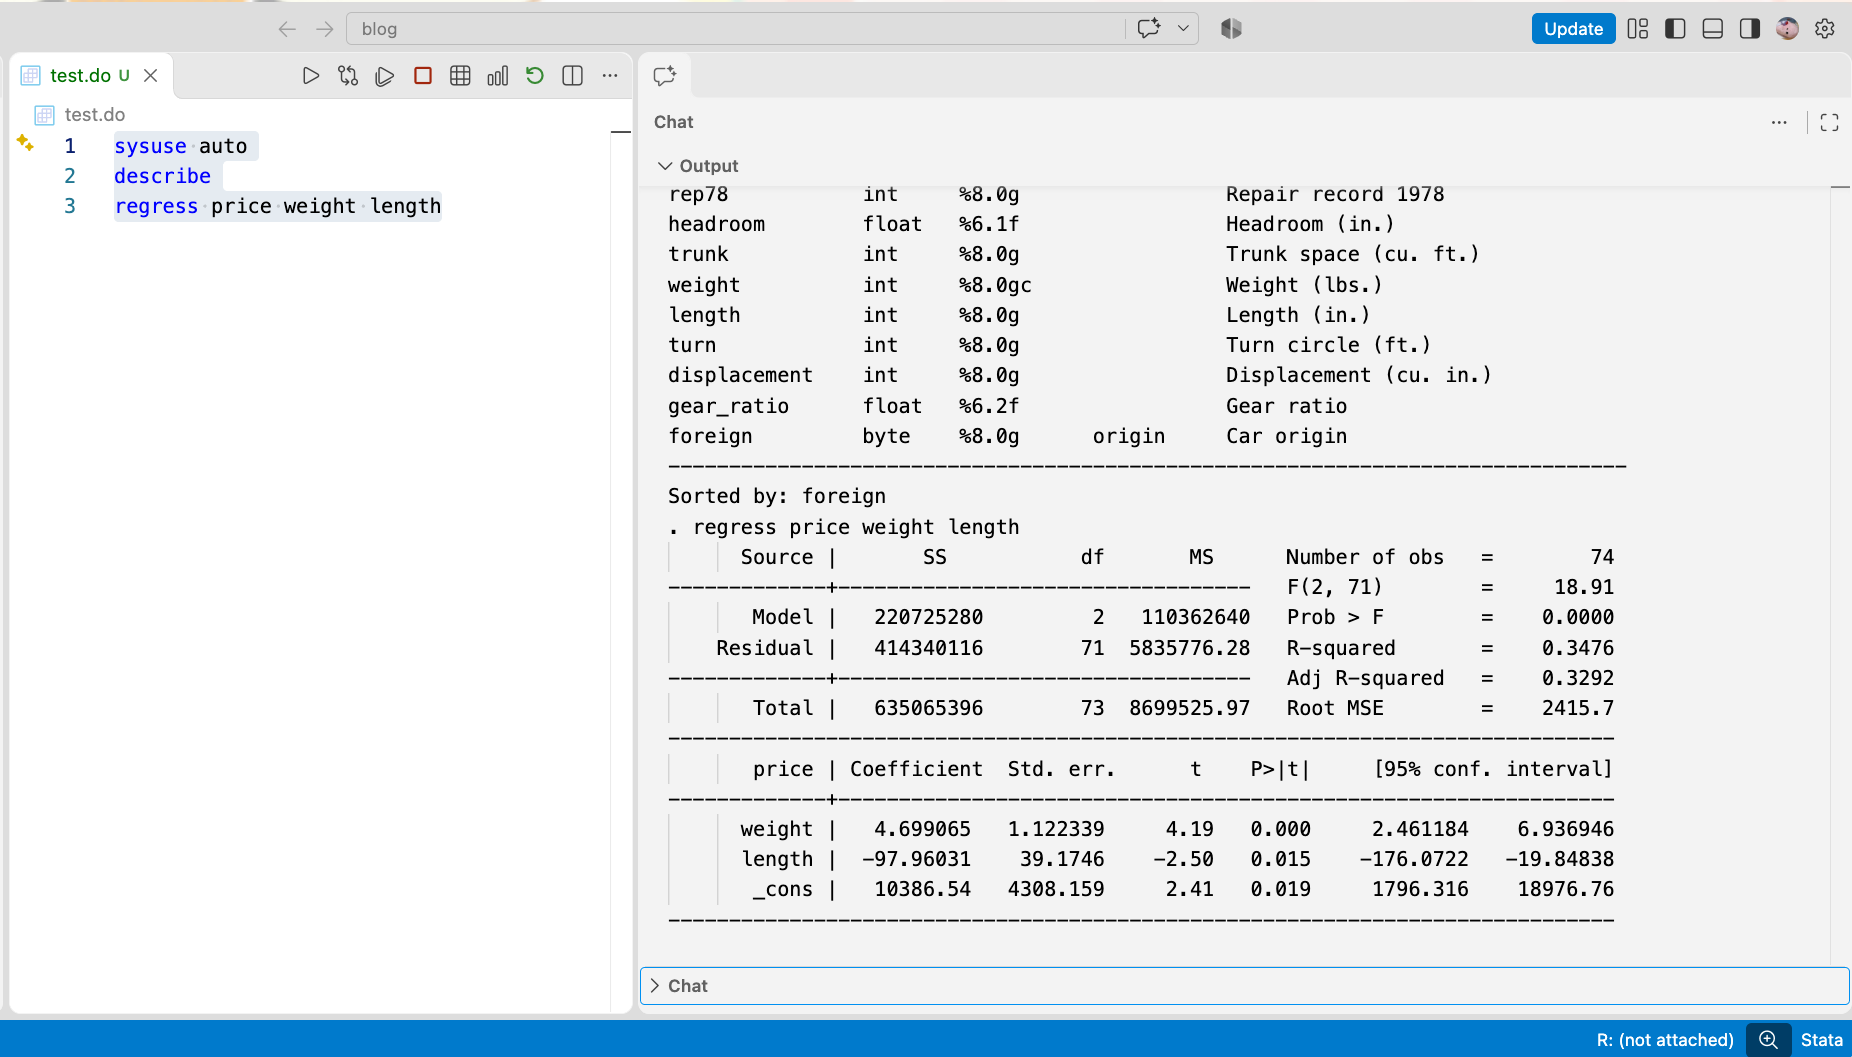 blog
Update
test.do U
test.do
1 sysuse auto
2 describe
3 regress price weight length
Chat
Output
rep78 int %8.0g Repair record 1978
headroom float %6.1f Headroom (in.)
trunk int %8.0g Trunk space (cu. ft.)
weight int %8.0gc Weight (lbs.)
length int %8.0g Length (in.)
turn int %8.0g Turn circle (ft.)
displacement int %8.0g Displacement (cu. in.)
gear_ratio float %6.2f Gear ratio
foreign byte %8.0g origin Car origin
-------------------------------------------------------------------------------
Sorted by: foreign
. regress price weight length
Source | SS df MS Number of obs = 74
-------------+---------------------------------- F(2, 71) = 18.91
Model | 220725280 2 110362640 Prob > F = 0.0000
Residual | 414340116 71 5835776.28 R-squared = 0.3476
-------------+---------------------------------- Adj R-squared = 0.3292
Total | 635065396 73 8699525.97 Root MSE = 2415.7
------------------------------------------------------------------------------
price | Coefficient Std. err. t P>|t| [95% conf. interval]
-------------+----------------------------------------------------------------
weight | 4.699065 1.122339 4.19 0.000 2.461184 6.936946
length | -97.96031 39.1746 -2.50 0.015 -176.0722 -19.84838
_cons | 10386.54 4308.159 2.41 0.019 1796.316 18976.76
------------------------------------------------------------------------------
Chat
R: (not attached)
Stata